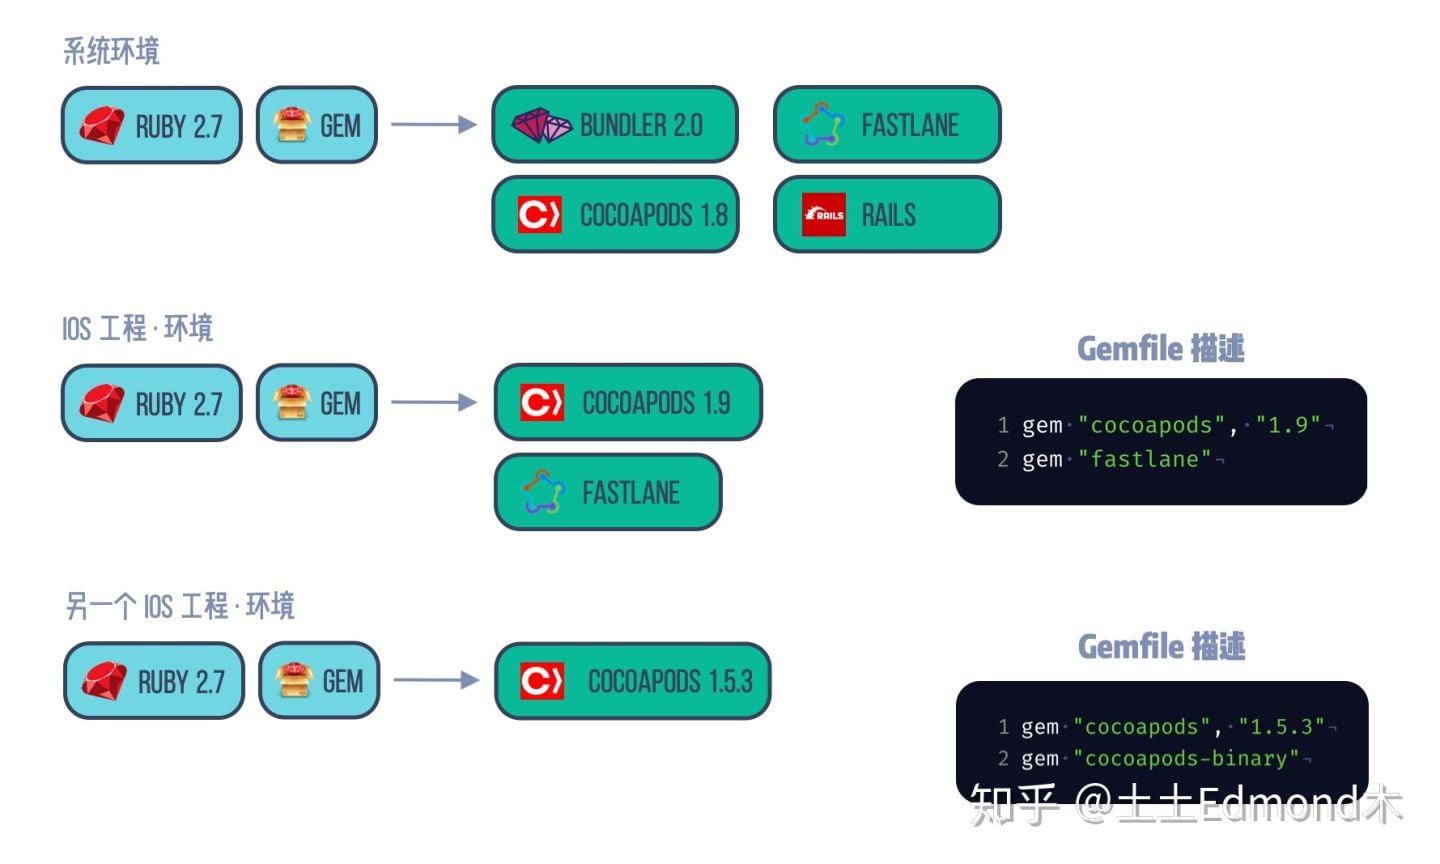 系统环境
RUBY 2.7
GEM
BUNDLER 2.0
FASTLANE
COCOAPODS 1.8
RAILS
RAILS
IOS 工程·环境
RUBY 2.7
GEM
COCOAPODS 1.9
FASTLANE
Gemfile 描述
1 gem "cocoapods", "1.9"
2 gem "fastlane"
另一个 IOS 工程·环境
RUBY 2.7
GEM
COCOAPODS 1.5.3
Gemfile 描述
1 gem "cocoapods", "1.5.3"
2 gem "cocoapods-binary"
知乎 @土土Edmond木